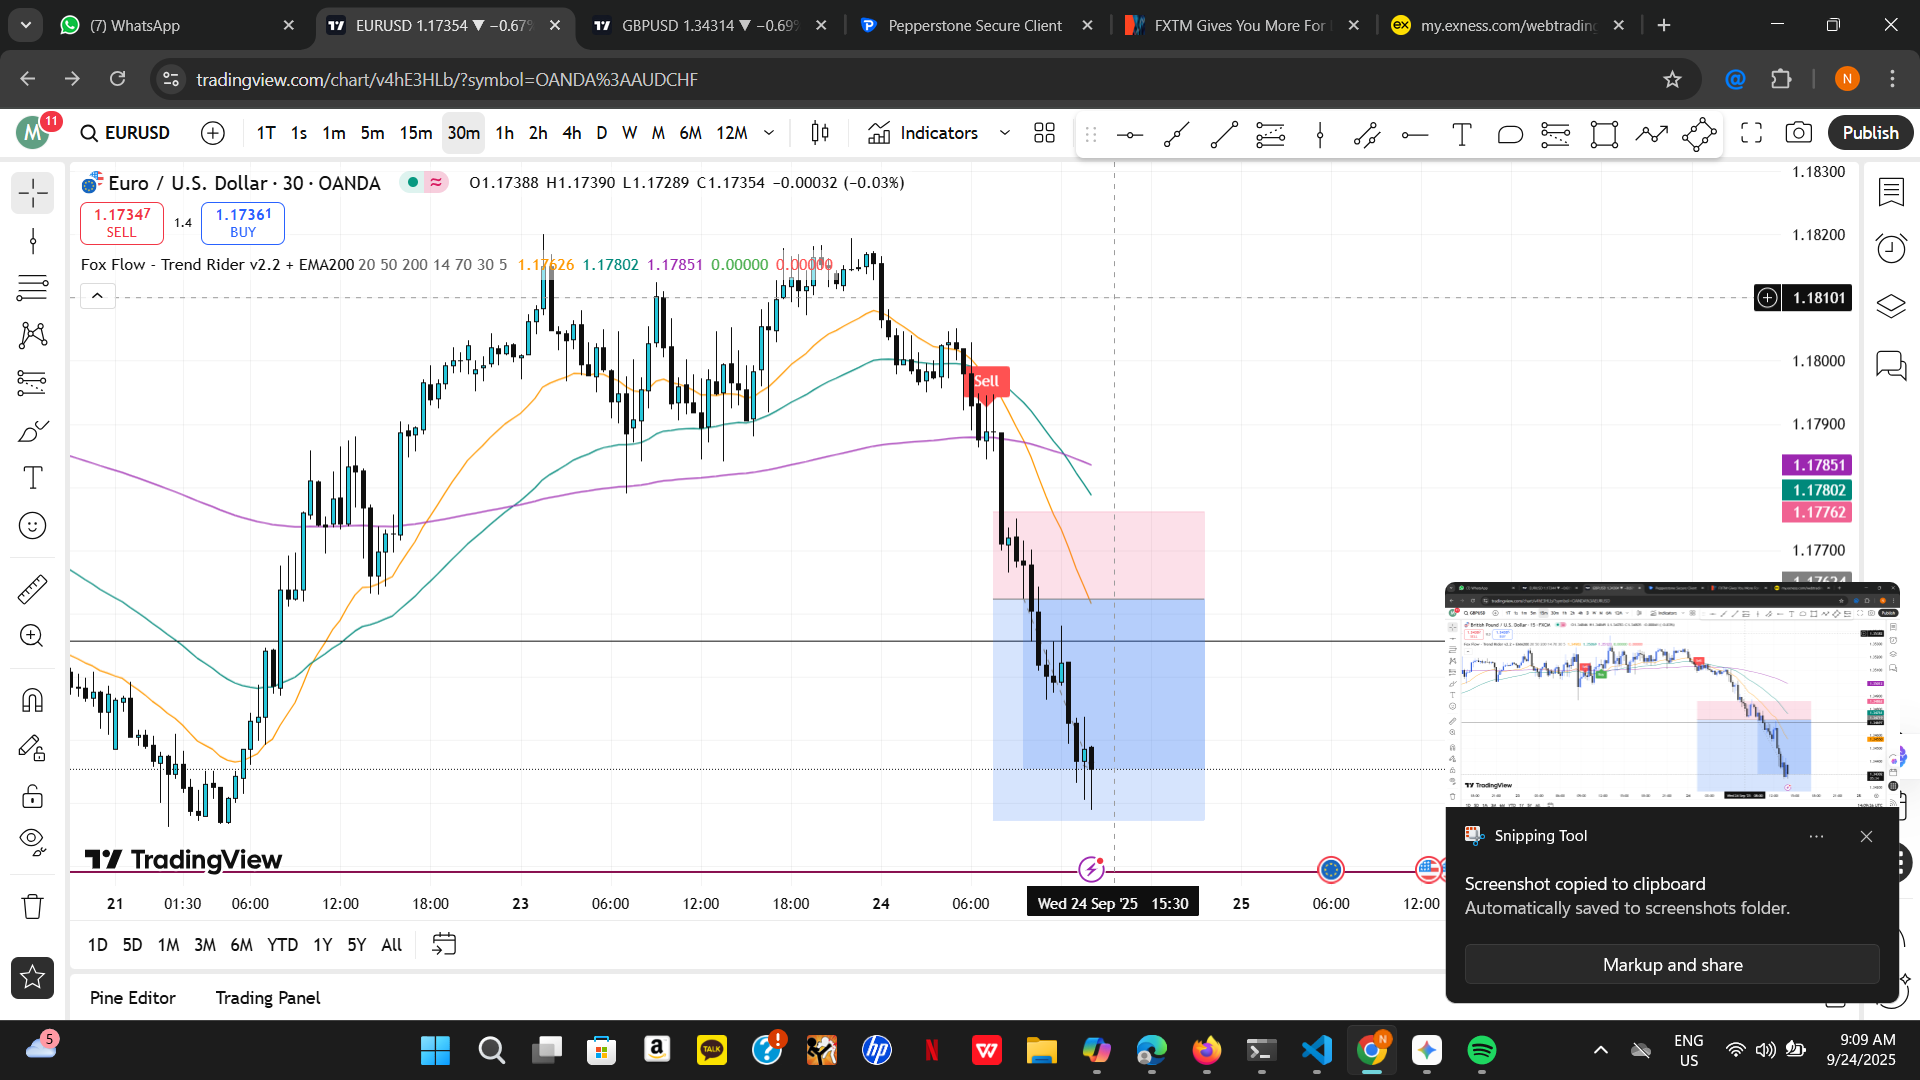 (7) WhatsApp
EURUSD 1.17354 ▼ −0.67%
GBPUSD 1.34314 ▼ −0.69%
Pepperstone Secure Client
FXTM Gives You More For
my.exness.com/webtrading
tradingview.com/chart/v4hE3HLb/?symbol=OANDA%3AAUDCHF
N
M
11
EURUSD
1T 1s 1m 5m 15m 30m 1h 2h 4h D W M 6M 12M
Indicators
Publish
Euro / U.S. Dollar · 30 · OANDA
O1.17388 H1.17390 L1.17289 C1.17354 −0.00032 (−0.03%)
1.17347
SELL
1.4
1.17361
BUY
Fox Flow - Trend Rider v2.2 + EMA200 20 50 200 14 70 30 5 1.17626 1.17802 1.17851 0.00000 0.00000
Sell
1.18300
1.18200
1.18101
1.18000
1.17900
1.17851
1.17802
1.17762
1.17700
TradingView
21 01:30 06:00 12:00 18:00 23 06:00 12:00 18:00 24 06:00
Wed 24 Sep '25 15:30
25 06:00 12:00
1D 5D 1M 3M 6M YTD 1Y 5Y All
Pine Editor
Trading Panel
TradingView
Snipping Tool
Screenshot copied to clipboard
Automatically saved to screenshots folder.
Markup and share
5
TALK
hp
N
W
N
ENG
US
9:09 AM
9/24/2025